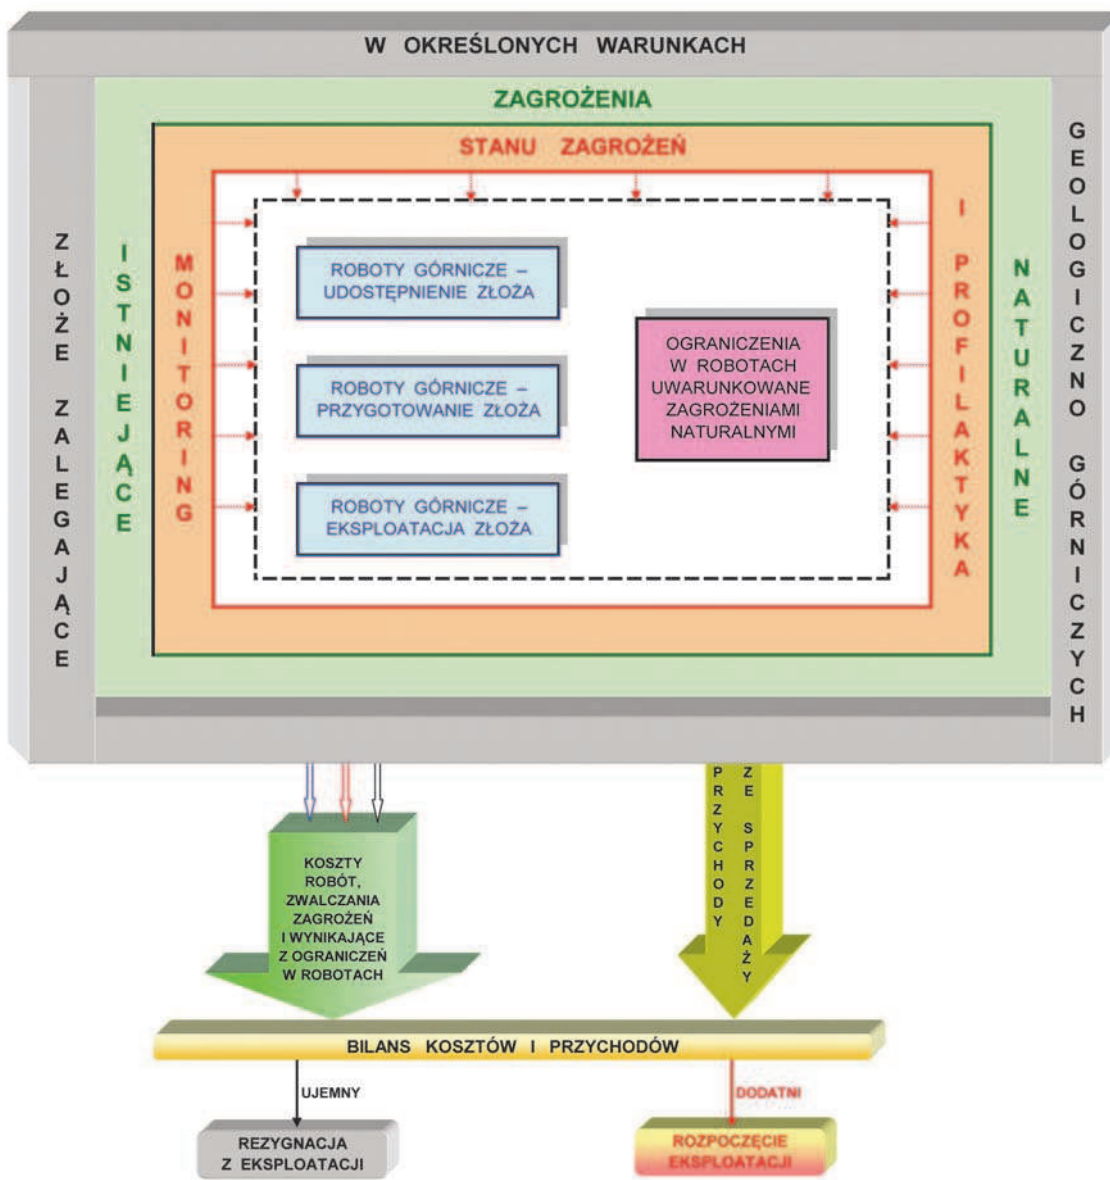 W OKREŚLONYCH WARUNKACH
ZŁOŻE ZALEGAJĄCE
GEOLOGICZNO GÓRNICZYCH
ZAGROŻENIA
ISTNIEJĄCE
NATURALNE
STANU ZAGROŻEŃ
MONITORING
I PROFILAKTYKA
ROBOTY GÓRNICZE –
UDOSTĘPNIENIE ZŁOŻA
ROBOTY GÓRNICZE –
PRZYGOTOWANIE ZŁOŻA
ROBOTY GÓRNICZE –
EKSPLOATACJA ZŁOŻA
OGRANICZENIA
W ROBOTACH
UWARUNKOWANE
ZAGROŻENIAMI
NATURALNYMI
KOSZTY
ROBÓT,
ZWALCZANIA
ZAGROŻEŃ
I WYNIKAJĄCE
Z OGRANICZEŃ
W ROBOTACH
PRZYCHODY
ZE SPRZEDAŻY
BILANS KOSZTÓW I PRZYCHODÓW
UJEMNY
DODATNI
REZYGNACJA
Z EKSPLOATACJI
ROZPOCZĘCIE
EKSPLOATACJI